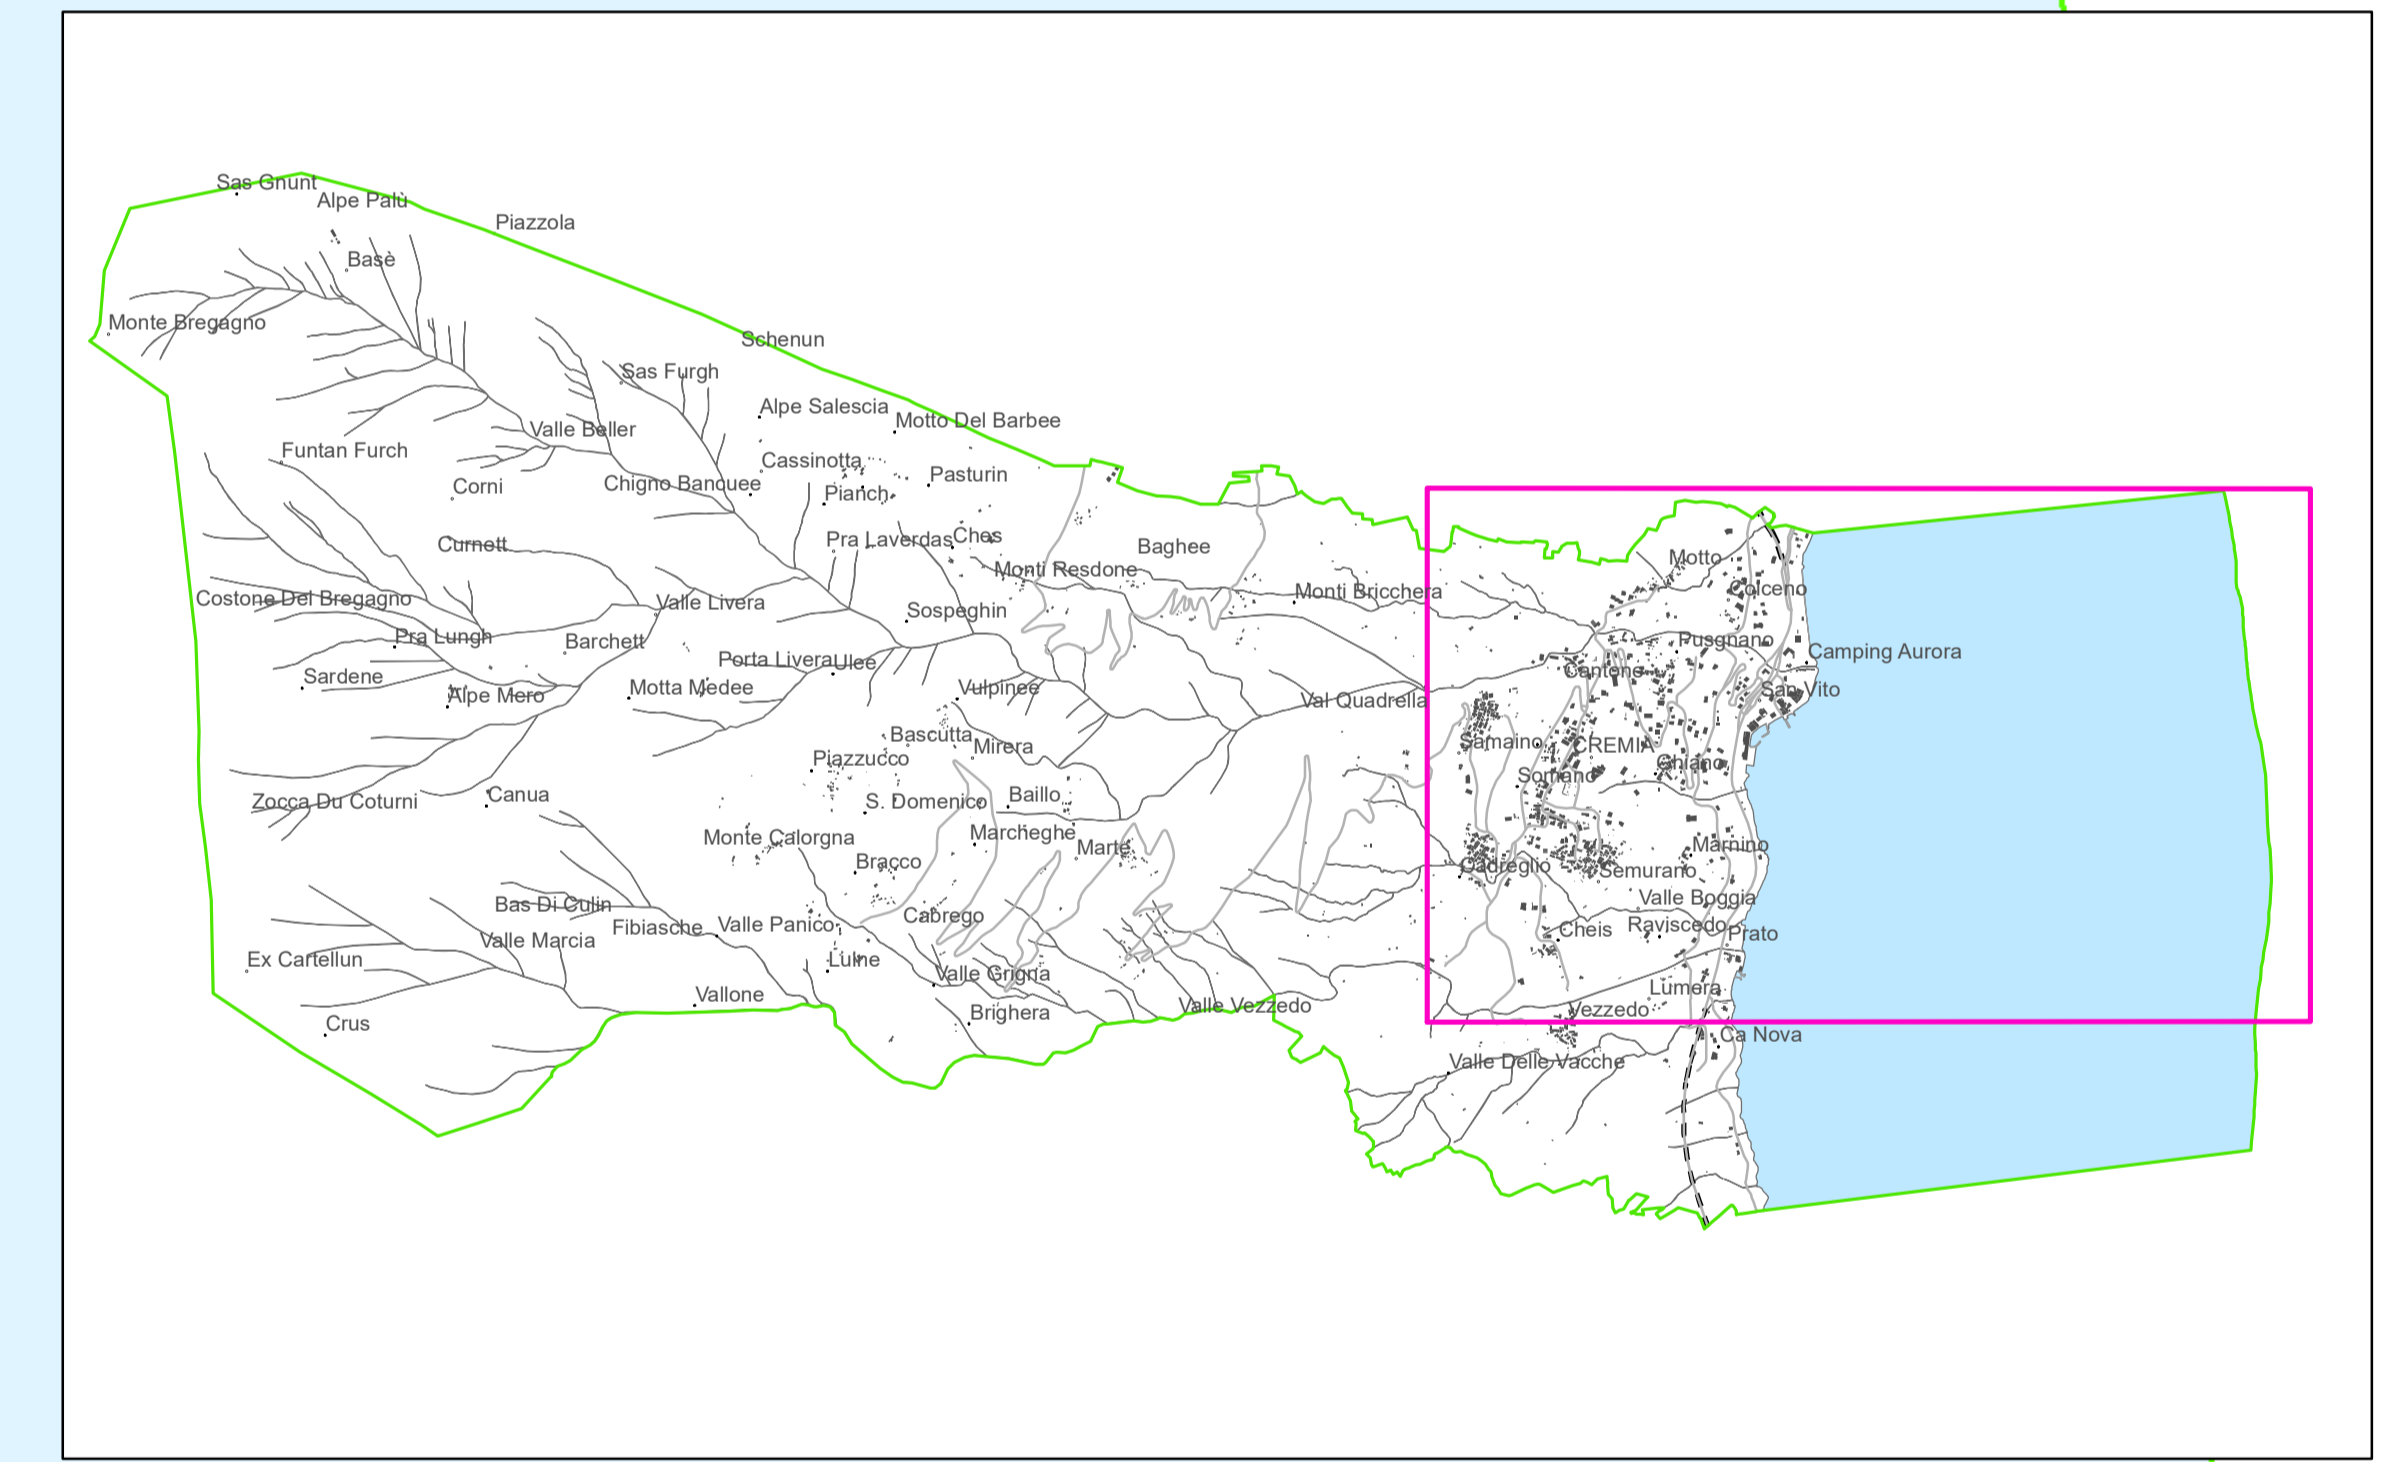 Sas Gnunt
Alpe Palù
Piazzola
Basè
Monte Bregagno
Schenun
Sas Furgh
Alpe Salescia
Motto Del Barbee
Valle Beller
Funtan Furch
Cassinotta
Pasturin
Corni
Chigno Bancuee
Pianch
Pra Laverdas
Ches
Curnott
Baghee
Motto
Monti Resdone
Colceno
Monti Bricchera
Costone Del Bregagno
Valle Livera
Sospeghin
Pra Lungh
Barchett
Pusgnano
Camping Aurora
Porta Livera
Ulee
Cantone
Sardene
Motta Medee
Vulpinee
San Vito
Alpe Mero
Val Quadrella
Bascutta
Mirera
Samaino
CREMIA
Piazzucco
Ghiano
Somano
Zocca Du Coturni
Canua
S. Domenico
Baillo
Monte Calorgna
Marcheghe
Marte
Marnino
Bracco
Cadreglio
Semurano
Bas Di Culin
Valle Boggia
Cabrego
Fibiasche
Valle Panico
Raviscedo
Cheis
Prato
Valle Marcia
Ex Cartellun
Luine
Valle Grigna
Lumera
Vallone
Valle Vezzedo
Vezzedo
Brighera
Crus
Ca Nova
Valle Delle Vacche